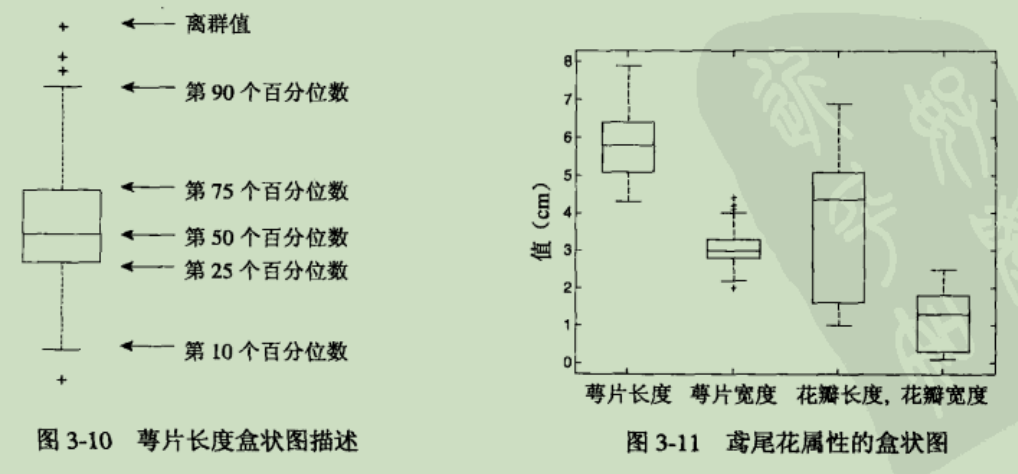 离群值
第 90 个百分位数
第 75 个百分位数
第 50 个百分位数
第 25 个百分位数
第 10 个百分位数
图 3-10 萼片长度盒状图描述
8
7
6
5
4
3
2
1
0
值（cm）
萼片长度 萼片宽度 花瓣长度, 花瓣宽度
图 3-11 鸢尾花属性的盒状图